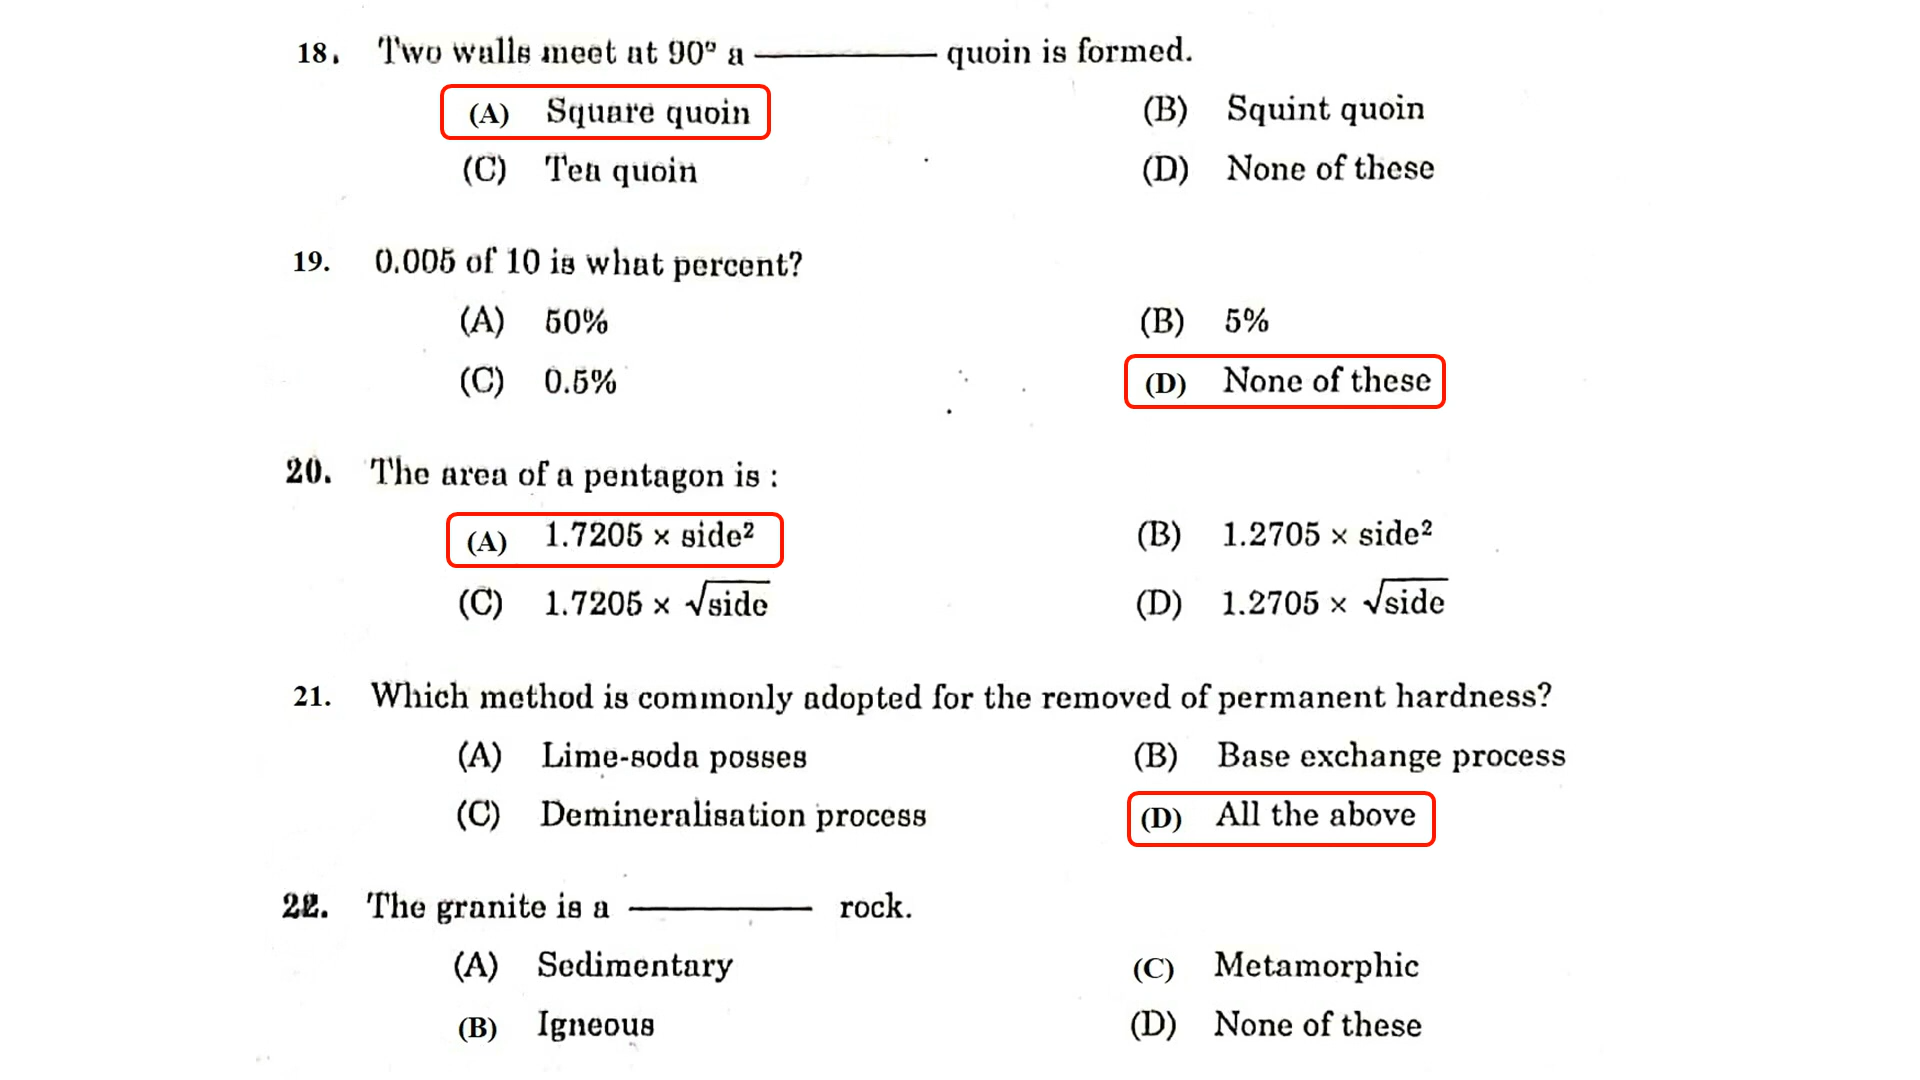 18. Two walls meet at 90° a ________ quoin is formed.
(A) Square quoin (B) Squint quoin
(C) Tea quoin (D) None of these
19. 0.005 of 10 is what percent?
(A) 50% (B) 5%
(C) 0.5% (D) None of these
20. The area of a pentagon is :
(A) 1.7205 × side² (B) 1.2705 × side²
(C) 1.7205 × √side (D) 1.2705 × √side
21. Which method is commonly adopted for the removed of permanent hardness?
(A) Lime-soda posses (B) Base exchange process
(C) Demineralisation process (D) All the above
22. The granite is a ________ rock.
(A) Sedimentary (C) Metamorphic
(B) Igneous (D) None of these